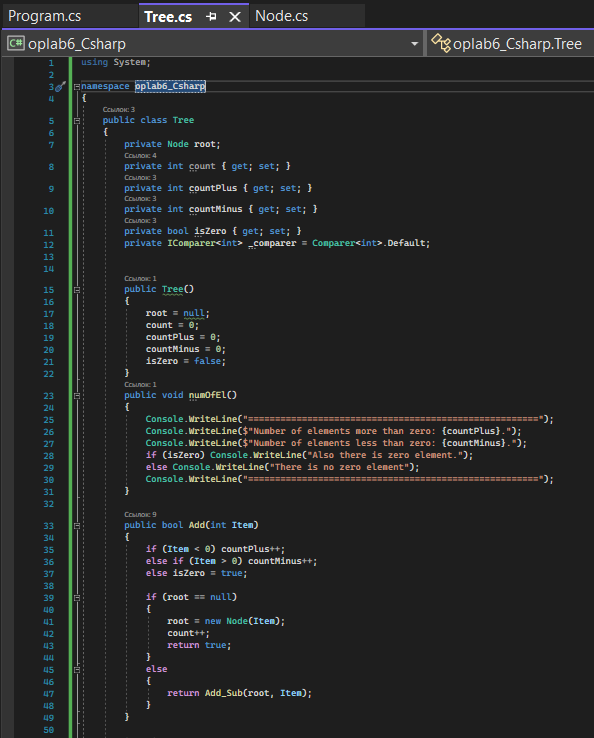 Program.cs Tree.cs Node.cs
C# oplab6_Csharp oplab6_Csharp.Tree
1 using System;
2
3 namespace oplab6_Csharp
4 {
Ссылок: 3
5 public class Tree
6 {
7 private Node root;
Ссылок: 4
8 private int count { get; set; }
Ссылок: 3
9 private int countPlus { get; set; }
Ссылок: 3
10 private int countMinus { get; set; }
Ссылок: 3
11 private bool isZero { get; set; }
12 private IComparer<int> _comparer = Comparer<int>.Default;
13
14
Ссылок: 1
15 public Tree()
16 {
17 root = null;
18 count = 0;
19 countPlus = 0;
20 countMinus = 0;
21 isZero = false;
22 }
Ссылок: 1
23 public void numOfEl()
24 {
25 Console.WriteLine("======================================================");
26 Console.WriteLine($"Number of elements more than zero: {countPlus}.");
27 Console.WriteLine($"Number of elements less than zero: {countMinus}.");
28 if (isZero) Console.WriteLine("Also there is zero element.");
29 else Console.WriteLine("There is no zero element");
30 Console.WriteLine("======================================================");
31 }
32
Ссылок: 9
33 public bool Add(int Item)
34 {
35 if (Item < 0) countPlus++;
36 else if (Item > 0) countMinus++;
37 else isZero = true;
38
39 if (root == null)
40 {
41 root = new Node(Item);
42 count++;
43 return true;
44 }
45 else
46 {
47 return Add_Sub(root, Item);
48 }
49 }
50